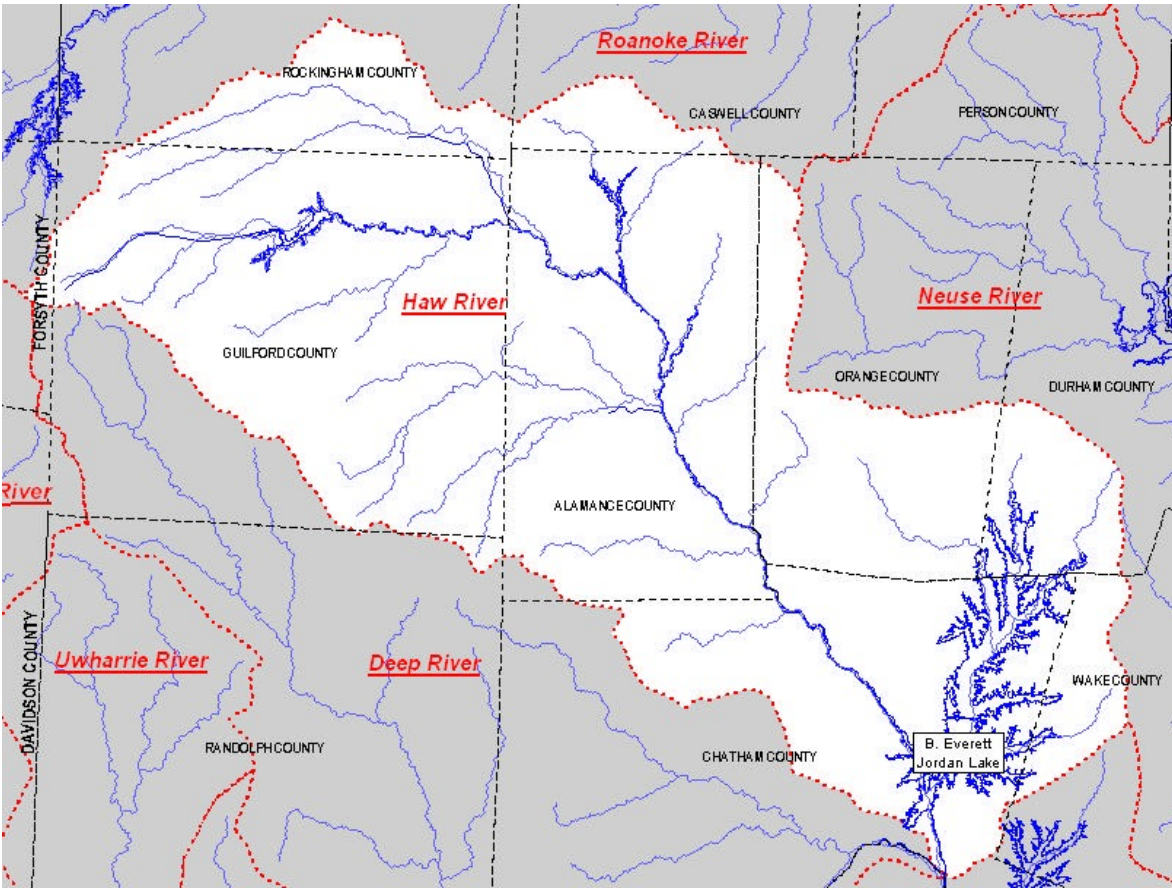 Roanoke River
ROCKINGHAM COUNTY
CASWELL COUNTY
PERSON COUNTY
FORSYTH COUNTY
Haw River
Neuse River
GUILFORD COUNTY
ORANGE COUNTY
DURHAM COUNTY
River
ALAMANCE COUNTY
DAVIDSON COUNTY
Uwharrie River
Deep River
WAKE COUNTY
RANDOLPH COUNTY
CHATHAM COUNTY
B. Everett
Jordan Lake